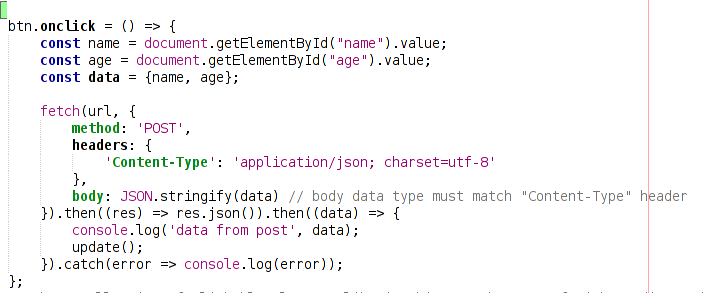 btn.onclick = () => {
const name = document.getElementById("name").value;
const age = document.getElementById("age").value;
const data = {name, age};
fetch(url, {
method: 'POST',
headers: {
'Content-Type': 'application/json; charset=utf-8'
},
body: JSON.stringify(data) // body data type must match "Content-Type" header
}).then((res) => res.json()).then((data) => {
console.log('data from post', data);
update();
}).catch(error => console.log(error));
};